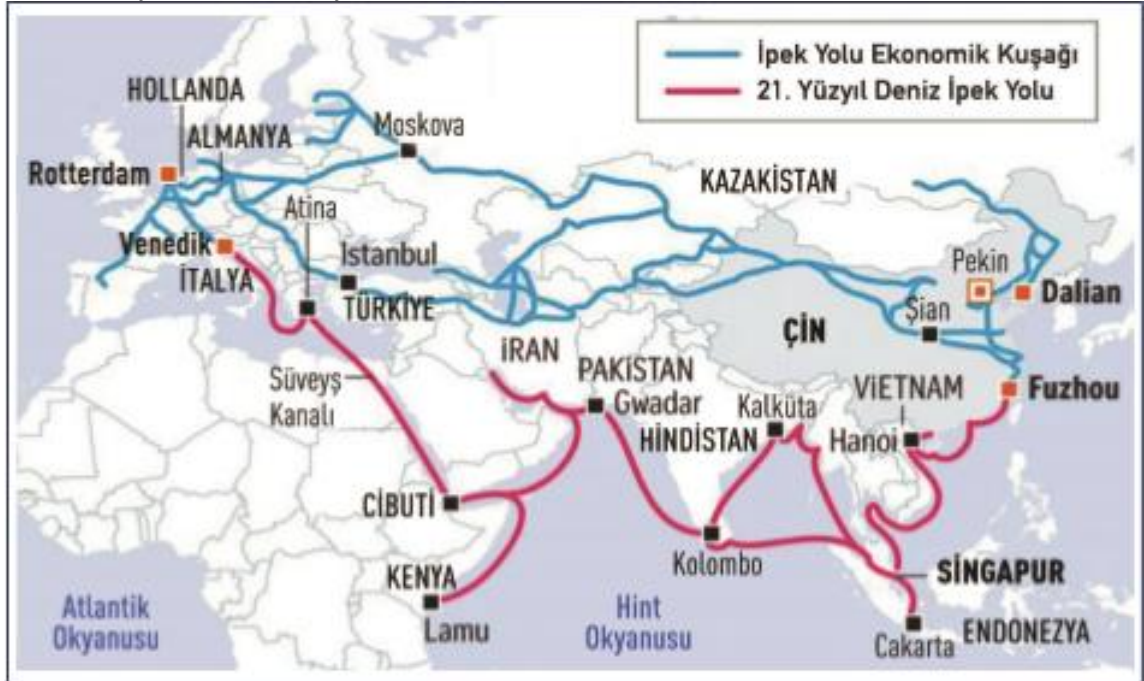 İpek Yolu Ekonomik Kuşağı
21. Yüzyıl Deniz İpek Yolu
HOLLANDA
ALMANYA
Moskova
Rotterdam
KAZAKİSTAN
Atina
Venedik
İstanbul
İTALYA
TÜRKİYE
Pekin
Dalian
Şian
ÇİN
İRAN
PAKİSTAN
Gwadar
Süveyş
Kanalı
VİETNAM
Fuzhou
Kalküta
HİNDİSTAN
Hanoi
CİBUTİ
Kolombo
SİNGAPUR
KENYA
Lamu
Atlantik
Okyanusu
Hint
Okyanusu
Cakarta
ENDONEZYA